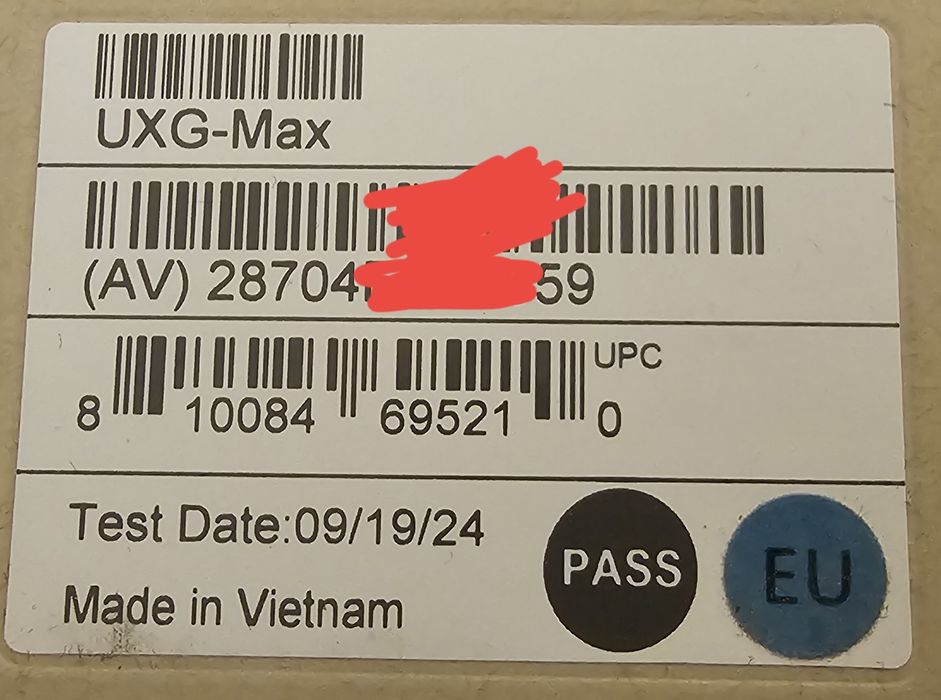 UXG-Max
(AV) 28704 59
UPC
8 10084 69521 0
Test Date:09/19/24
PASS
EU
Made in Vietnam